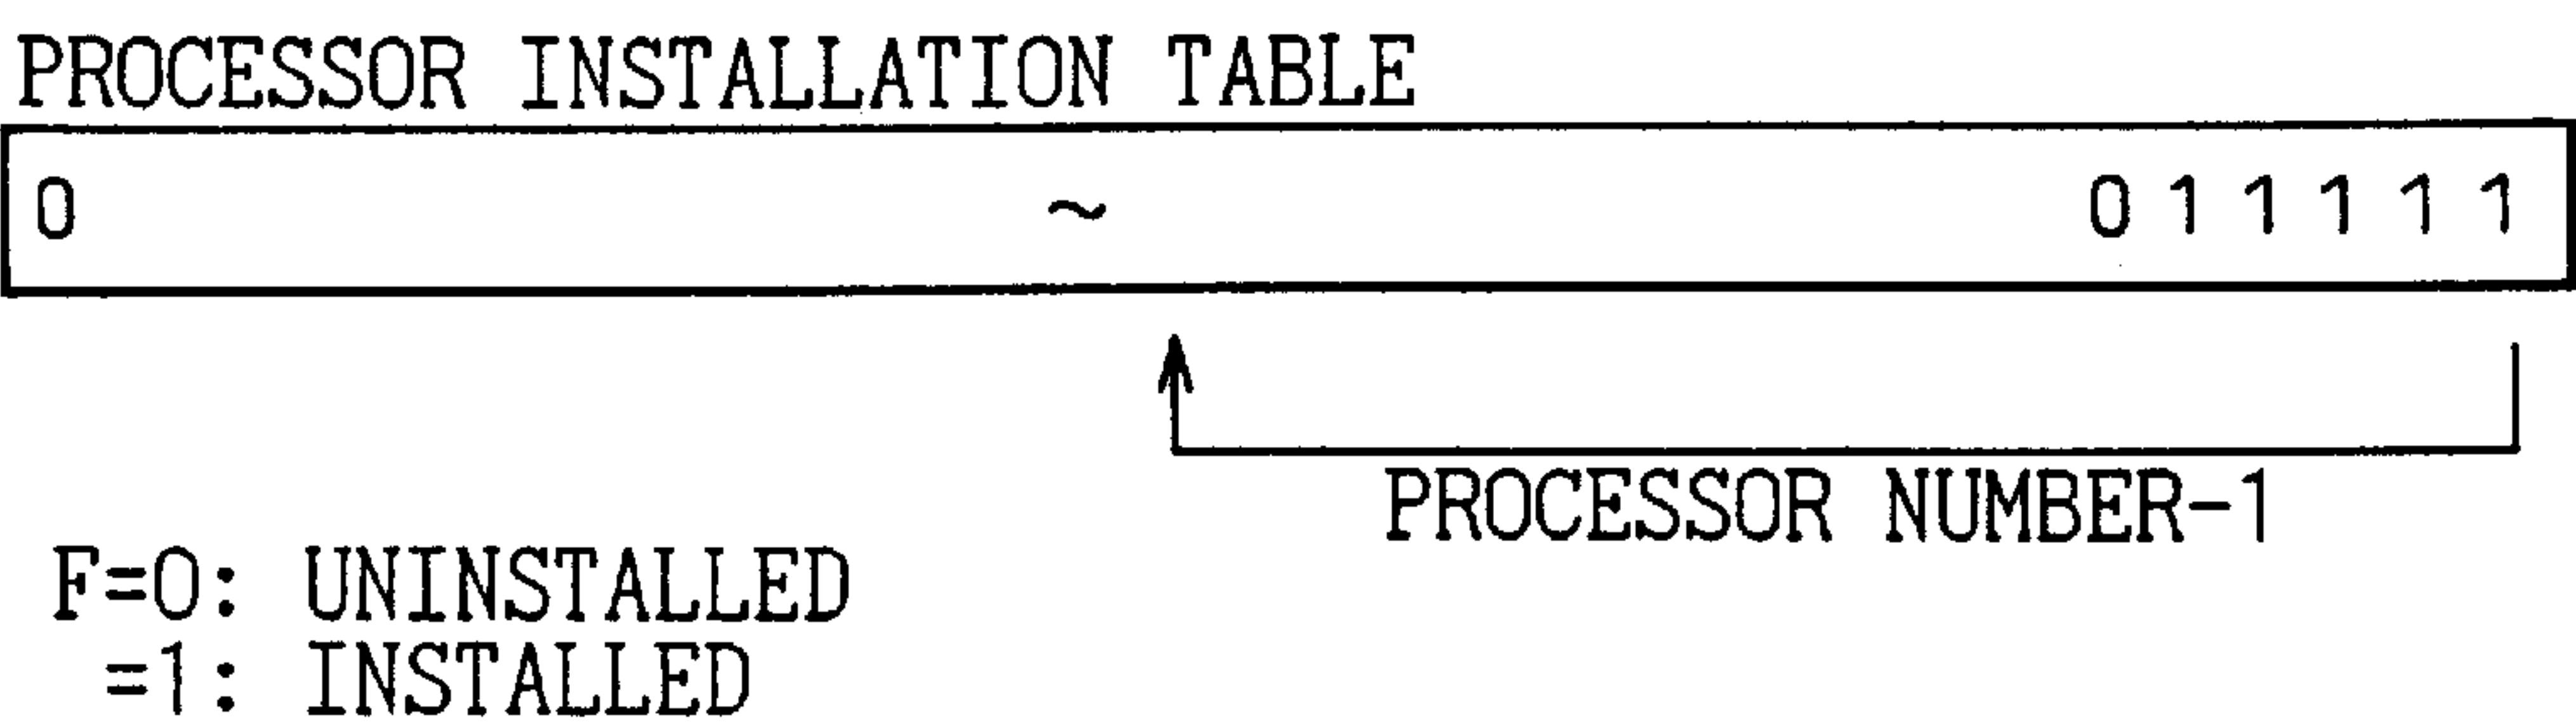 PROCESSOR INSTALLATION TABLE
0 ~ 0 1 1 1 1 1
PROCESSOR NUMBER-1
F=0: UNINSTALLED
=1: INSTALLED